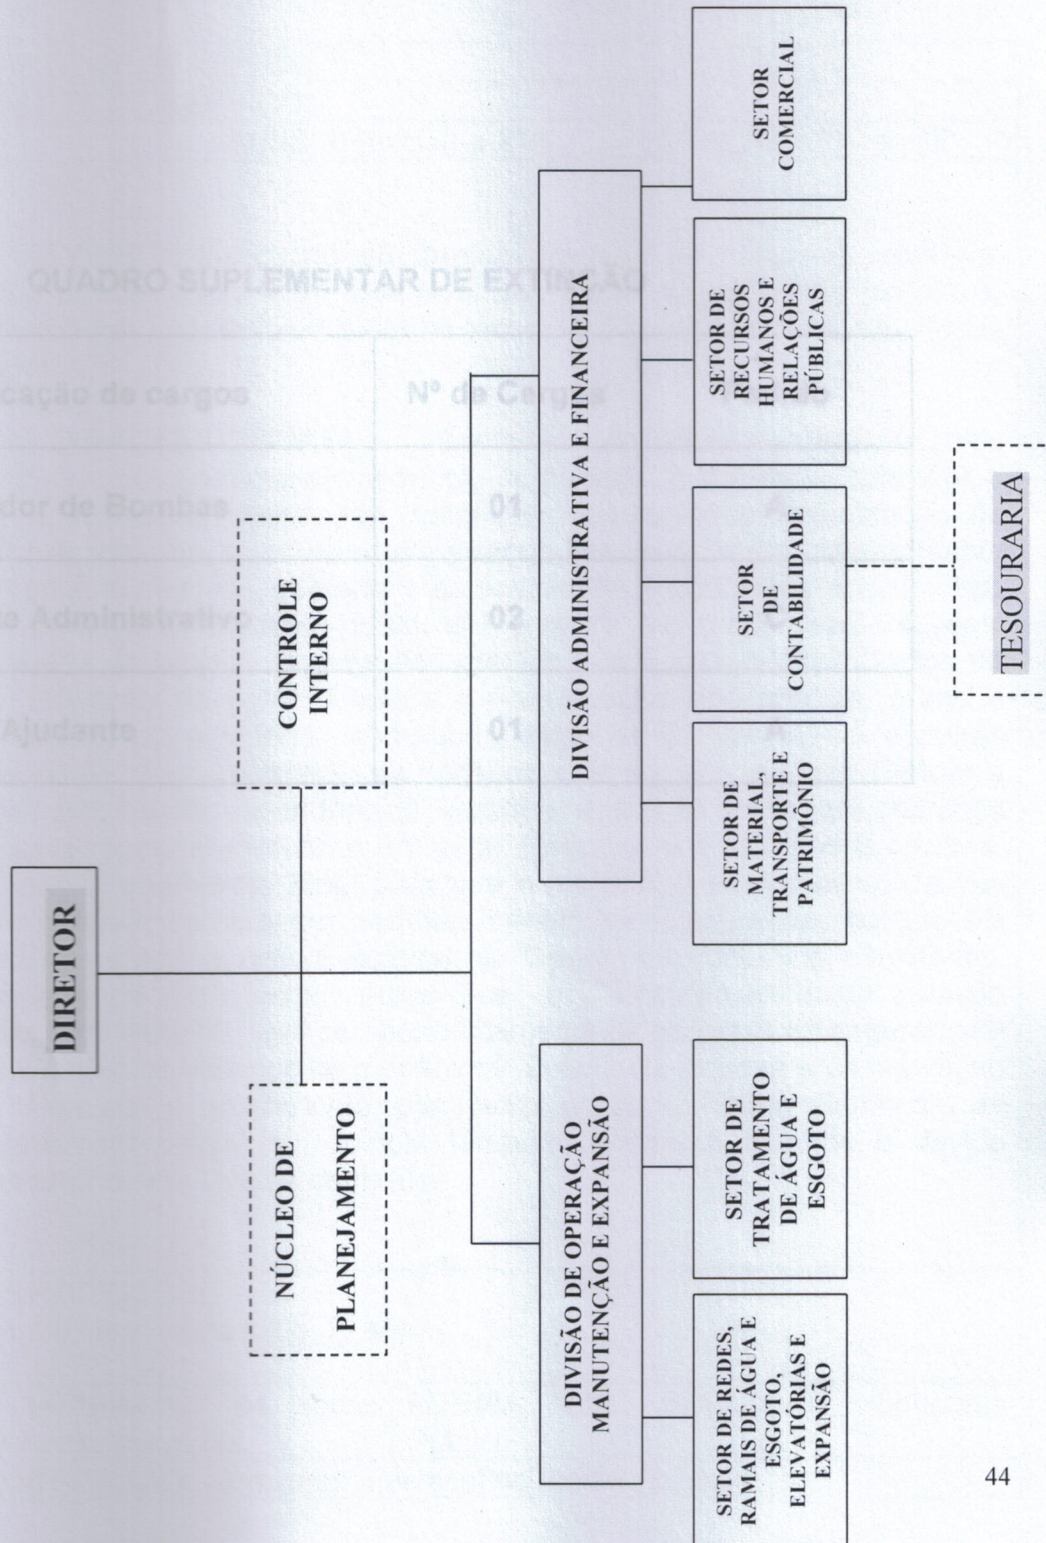 DIRETOR
NÚCLEO DE
PLANEJAMENTO
CONTROLE
INTERNO
DIVISÃO DE OPERAÇÃO
MANUTENÇÃO E EXPANSÃO
DIVISÃO ADMINISTRATIVA E FINANCEIRA
SETOR DE REDES,
RAMAIS DE ÁGUA E
ESGOTO,
ELEVATÓRIAS E
EXPANSÃO
SETOR DE
TRATAMENTO
DE ÁGUA E
ESGOTO
SETOR DE
MATERIAL,
TRANSPORTE E
PATRIMÔNIO
SETOR
DE
CONTABILIDADE
SETOR DE
RECURSOS
HUMANOS E
RELAÇÕES
PÚBLICAS
SETOR
COMERCIAL
TESOURARIA
44
QUADRO SUPLEMENTAR DE EXTINÇÃO
cação de cargos Nº de Cargos
dor de Bombas 01 A
e Administrativo 02 C
Ajudante 01 A